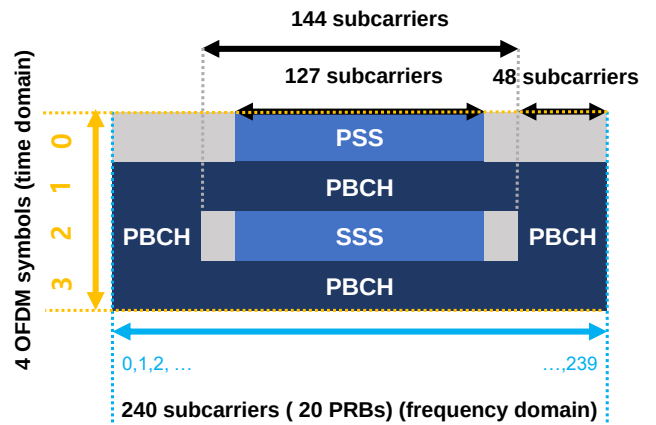 144 subcarriers
127 subcarriers
48 subcarriers
4 OFDM symbols (time domain)
0
1
2
3
PSS
PBCH
PBCH
SSS
PBCH
PBCH
0,1,2, …
…,239
240 subcarriers ( 20 PRBs) (frequency domain)